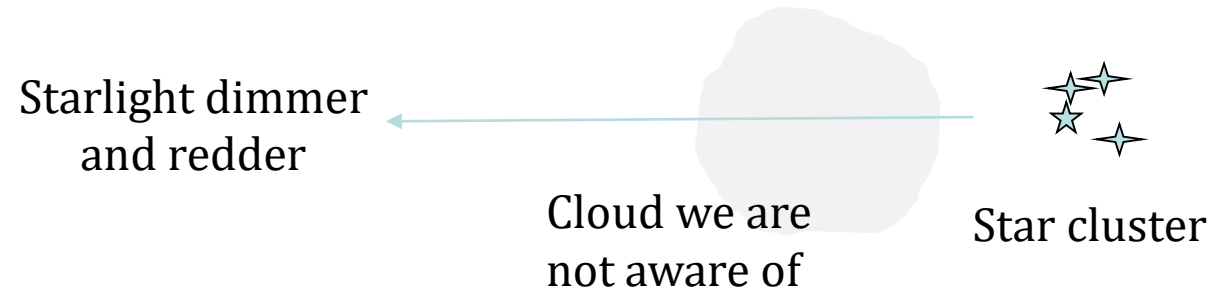 Starlight dimmer
and redder
Cloud we are
not aware of
Star cluster